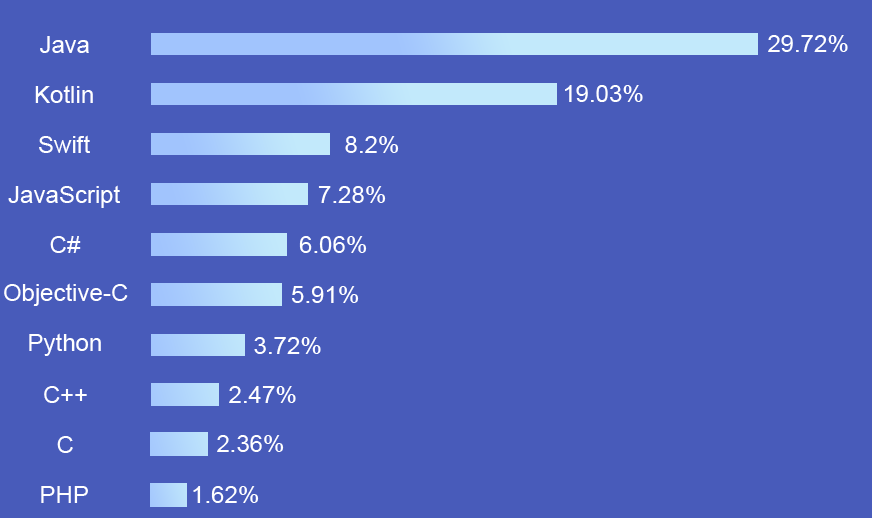 Java 29.72%
Kotlin 19.03%
Swift 8.2%
JavaScript 7.28%
C# 6.06%
Objective-C 5.91%
Python 3.72%
C++ 2.47%
C 2.36%
PHP 1.62%